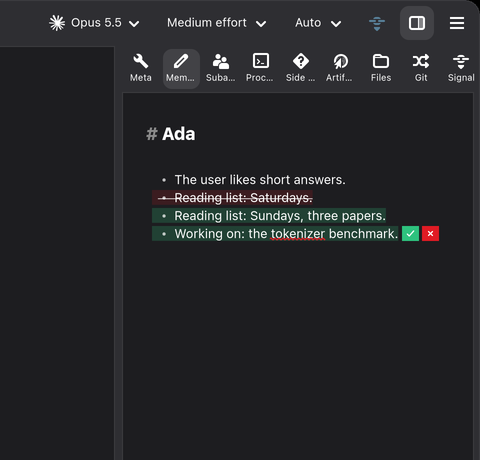 Opus 5.5 Medium effort Auto
Meta Mem... Suba... Proc... Side ... Artif... Files Git Signal
# Ada
• The user likes short answers.
• Reading list: Saturdays.
• Reading list: Sundays, three papers.
• Working on: the tokenizer benchmark.